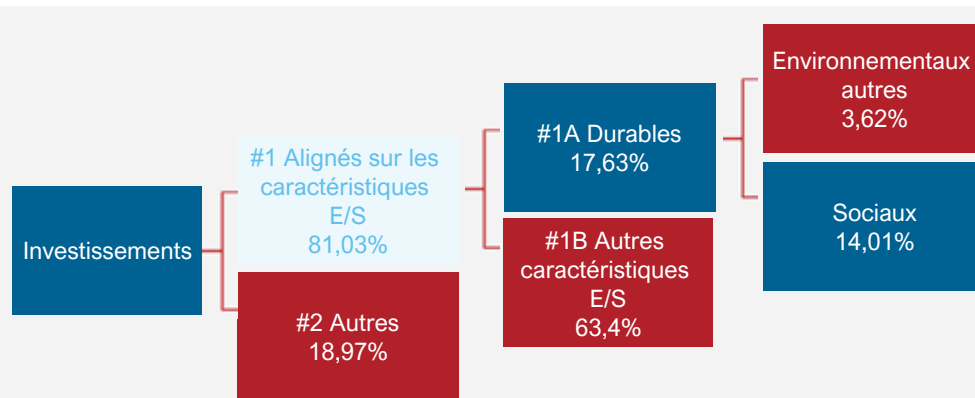 Investissements
#1 Alignés sur les
caractéristiques
E/S
81,03%
#2 Autres
18,97%
#1A Durables
17,63%
#1B Autres
caractéristiques
E/S
63,4%
Environnementaux
autres
3,62%
Sociaux
14,01%